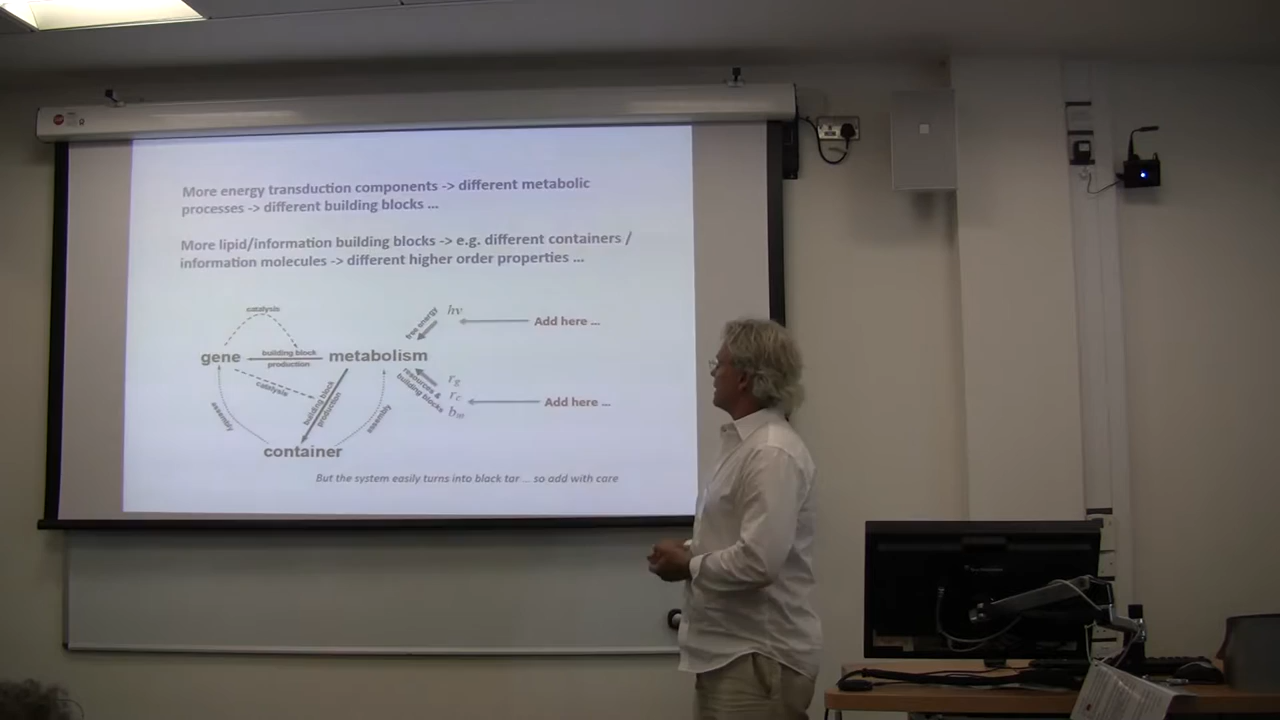 More energy transduction components -> different metabolic
processes -> different building blocks ...
More lipid/information building blocks -> e.g. different containers /
information molecules -> different higher order properties ...
catalysis
free energy
hν
Add here ...
gene
building block
production
metabolism
catalysis
building block
production
resources &
building blocks
r_g
r_c
Add here ...
assembly
assembly
container
But the system easily turns into black tar ... so add with care